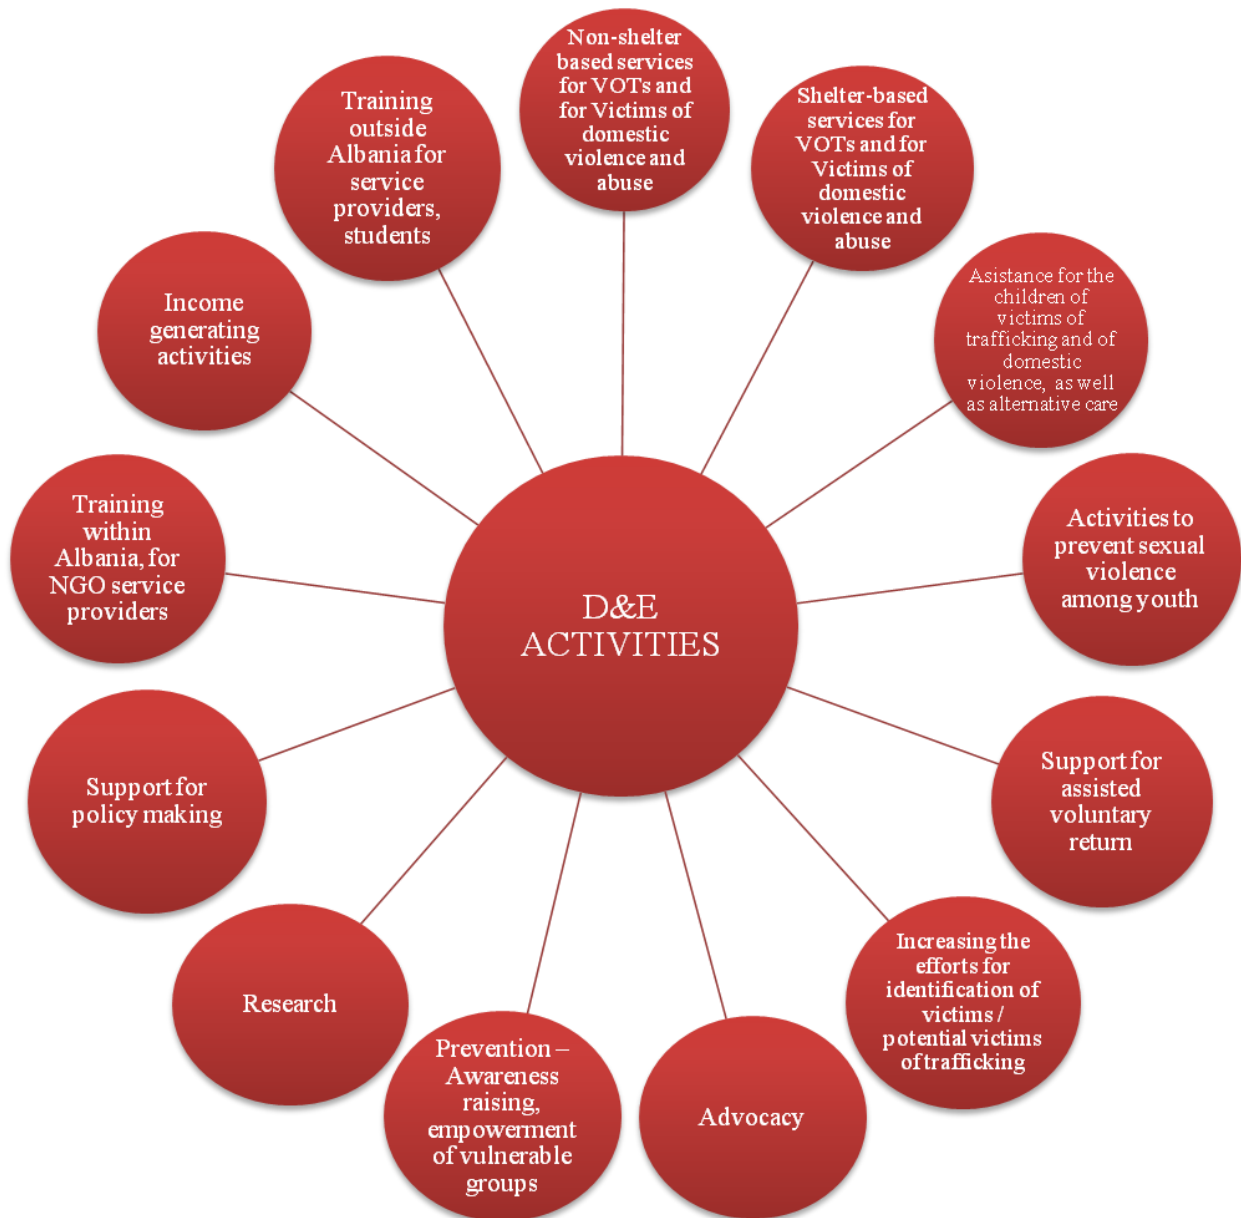 Non-shelter
based services
for VOTs and
for Victims of
domestic
violence and
abuse
Shelter-based
services for
VOTs and for
Victims of
domestic
violence and
abuse
Asistance for the
children of
victims of
trafficking and of
domestic
violence, as well
as alternative care
Activities to
prevent sexual
violence
among youth
Support for
assisted
voluntary
return
Increasing the
efforts for
identification of
victims /
potential victims
of trafficking
Advocacy
Prevention –
Awareness
raising,
empowerment
of vulnerable
groups
Research
Support for
policy making
Training
within
Albania, for
NGO service
providers
Income
generating
activities
Training
outside
Albania for
service
providers,
students
D&E
ACTIVITIES